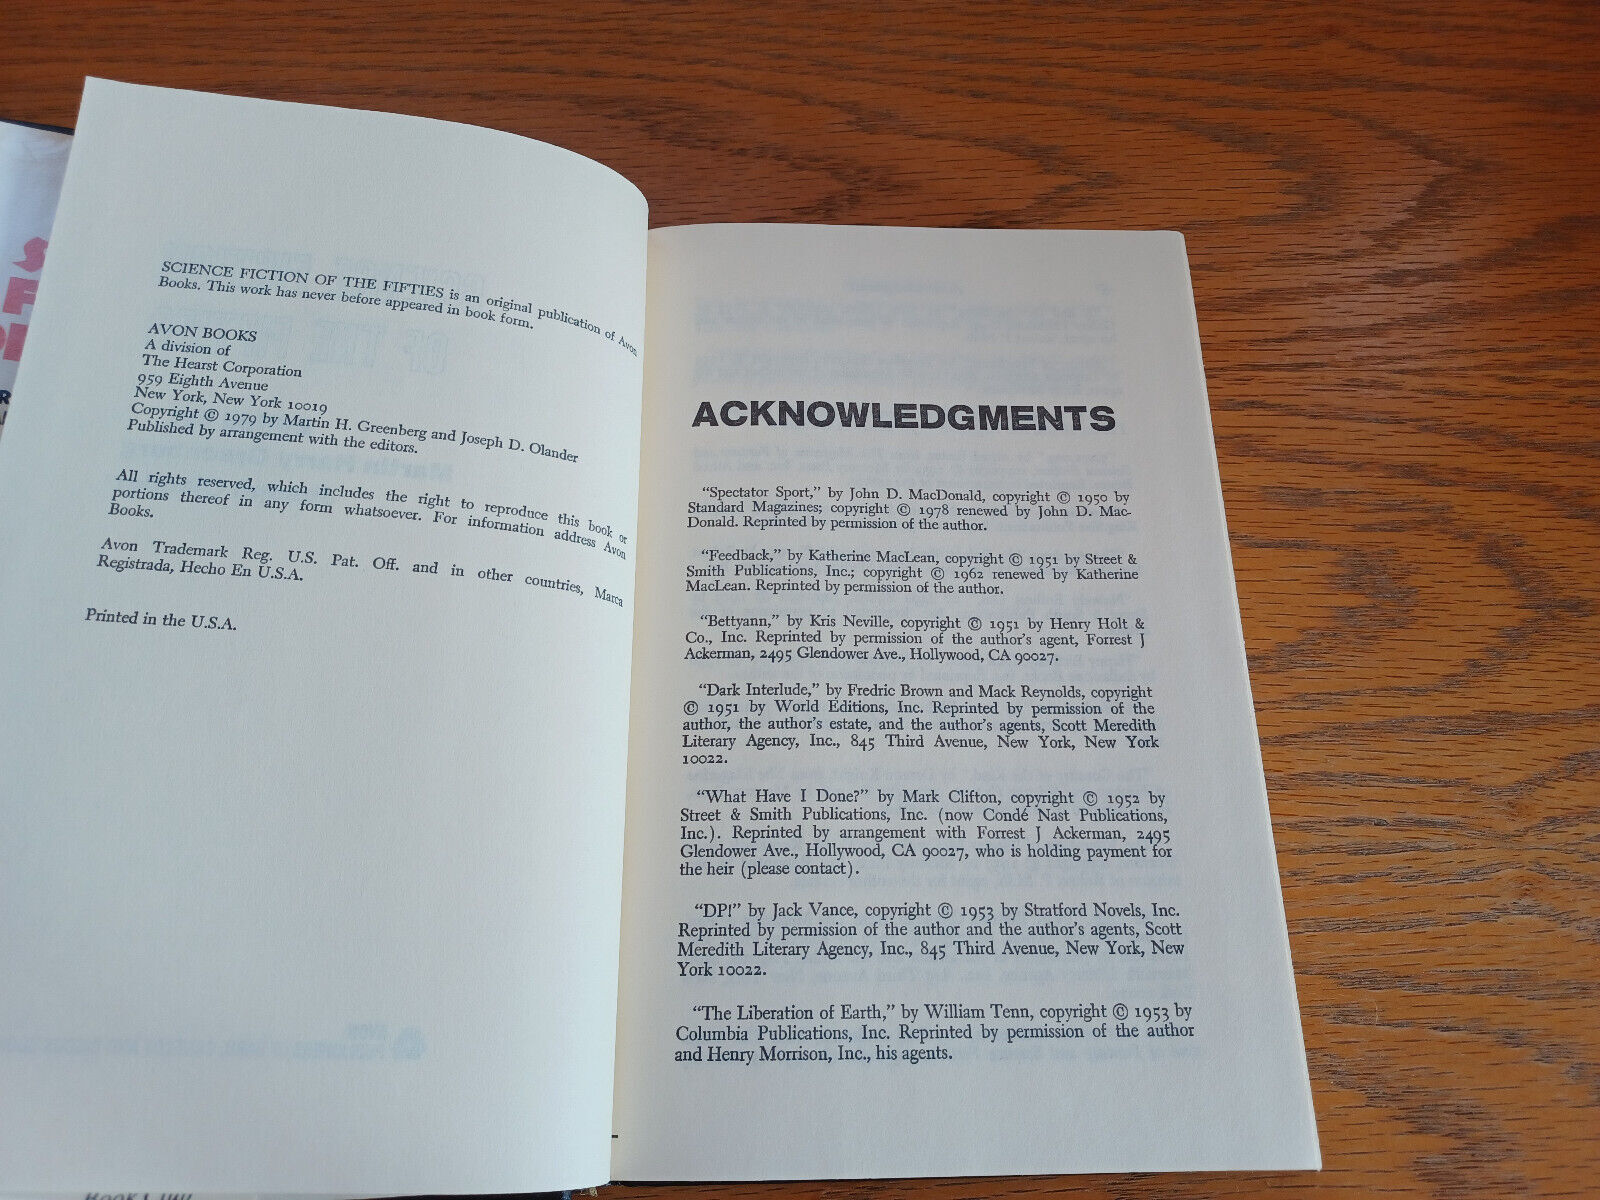 SCIENCE FICTION OF THE FIFTIES is an original publication of Avon
Books. This work has never before appeared in book form.
AVON BOOKS
A division of
The Hearst Corporation
959 Eighth Avenue
New York, New York 10019
Copyright © 1979 by Martin H. Greenberg and Joseph D. Olander
Published by arrangement with the editors.
All rights reserved, which includes the right to reproduce this book or
portions thereof in any form whatsoever. For information address Avon
Books.
Avon Trademark Reg. U.S. Pat. Off. and in other countries, Marca
Registrada, Hecho En U.S.A.
Printed in the U.S.A.
ACKNOWLEDGMENTS
“Spectator Sport,” by John D. MacDonald, copyright © 1950 by
Standard Magazines; copyright © 1978 renewed by John D. Mac-
Donald. Reprinted by permission of the author.
“Feedback,” by Katherine MacLean, copyright © 1951 by Street &
Smith Publications, Inc.; copyright © 1962 renewed by Katherine
MacLean. Reprinted by permission of the author.
“Bettyann,” by Kris Neville, copyright © 1951 by Henry Holt &
Co., Inc. Reprinted by permission of the author's agent, Forrest J
Ackerman, 2495 Glendower Ave., Hollywood, CA 90027.
“Dark Interlude,” by Fredric Brown and Mack Reynolds, copyright
© 1951 by World Editions, Inc. Reprinted by permission of the
author, the author's estate, and the author's agents, Scott Meredith
Literary Agency, Inc., 845 Third Avenue, New York, New York
10022.
“What Have I Done?” by Mark Clifton, copyright © 1952 by
Street & Smith Publications, Inc. (now Condé Nast Publications,
Inc.). Reprinted by arrangement with Forrest J Ackerman, 2495
Glendower Ave., Hollywood, CA 90027, who is holding payment for
the heir (please contact).
“DP!” by Jack Vance, copyright © 1953 by Stratford Novels, Inc.
Reprinted by permission of the author and the author's agents, Scott
Meredith Literary Agency, Inc., 845 Third Avenue, New York, New
York 10022.
“The Liberation of Earth,” by William Tenn, copyright © 1953 by
Columbia Publications, Inc. Reprinted by permission of the author
and Henry Morrison, Inc., his agents.